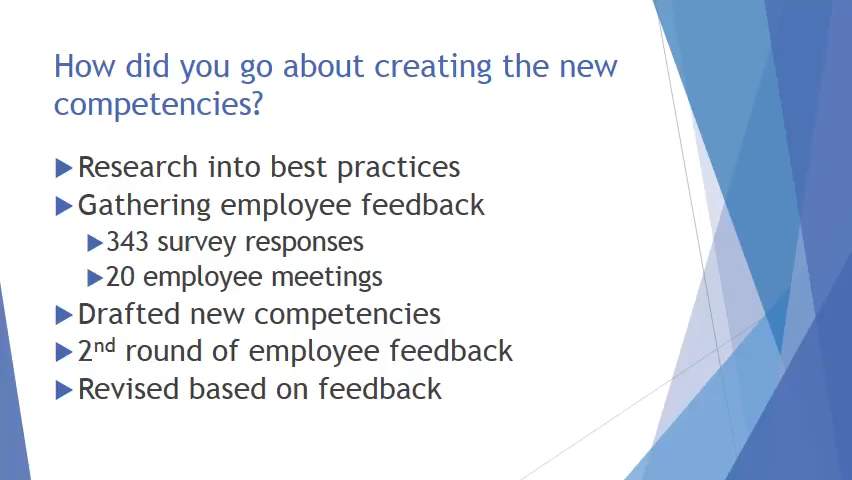 How did you go about creating the new
competencies?
Research into best practices
Gathering employee feedback
343 survey responses
20 employee meetings
Drafted new competencies
2nd round of employee feedback
Revised based on feedback